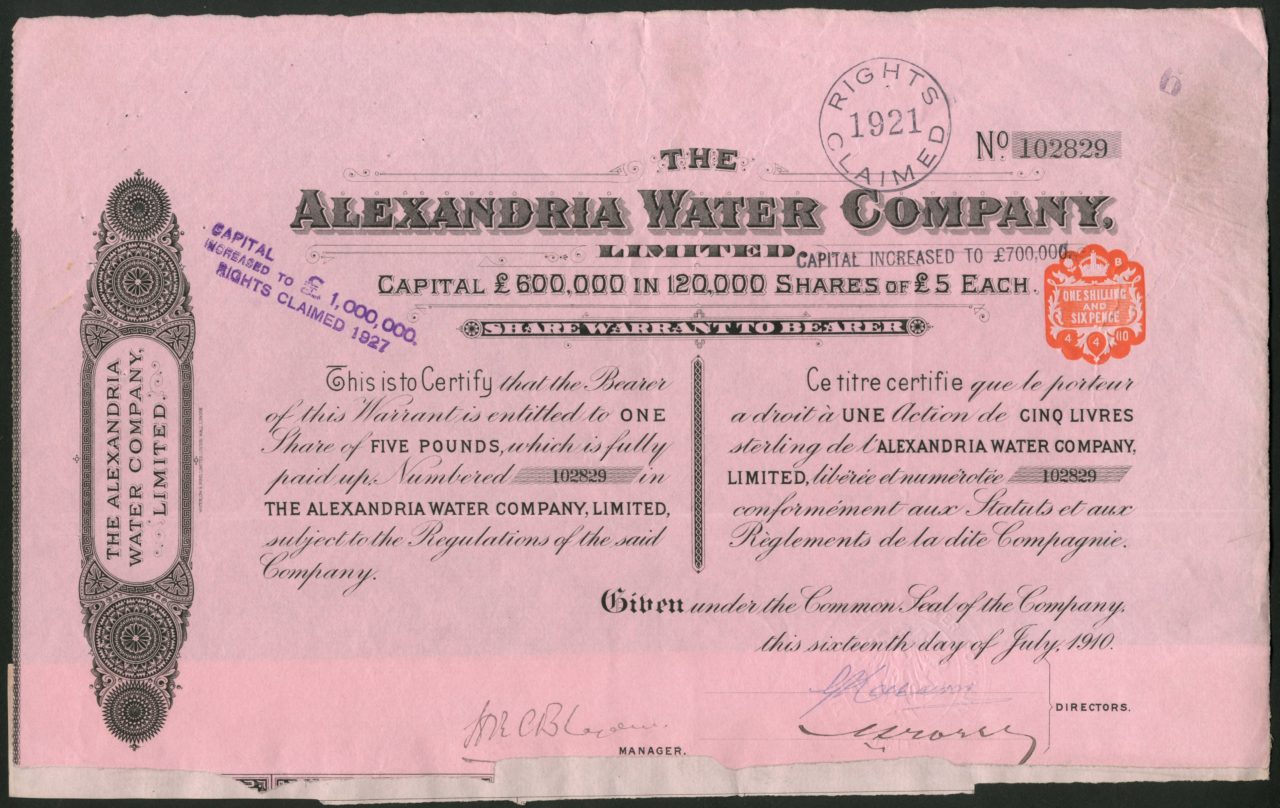 RIGHTS CLAIMED
1921
6
Nº 102829
THE
ALEXANDRIA WATER COMPANY,
LIMITED.
CAPITAL INCREASED TO £700,000.
CAPITAL
INCREASED TO £1,000,000.
RIGHTS CLAIMED 1927
CAPITAL £600,000 IN 120,000 SHARES OF £5 EACH.
SHARE WARRANT TO BEARER
B
ONE SHILLING
AND
SIX PENCE
4 4 110
THE ALEXANDRIA
WATER COMPANY,
LIMITED.
This is to Certify that the Bearer
of this Warrant is entitled to ONE
Share of FIVE POUNDS, which is fully
paid up. Numbered 102829 in
THE ALEXANDRIA WATER COMPANY, LIMITED,
subject to the Regulations of the said
Company.
Ce titre certifie que le porteur
a droit à UNE Action de CINQ LIVRES
sterling de l'ALEXANDRIA WATER COMPANY,
LIMITED, libérée et numérotée 102829
conformément aux Statuts et aux
Règlements de la dite Compagnie.
Given under the Common Seal of the Company,
this sixteenth day of July, 1910.
DIRECTORS.
MANAGER.